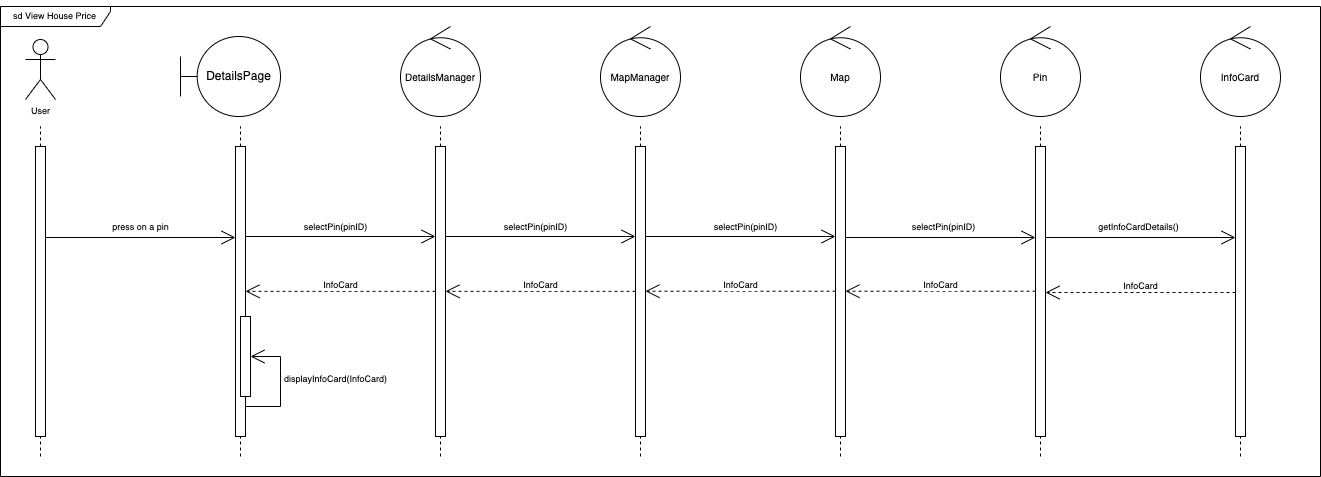 sd View House Price
User
DetailsPage
DetailsManager
MapManager
Map
Pin
InfoCard
press on a pin
selectPin(pinID)
selectPin(pinID)
selectPin(pinID)
selectPin(pinID)
getInfoCardDetails()
InfoCard
InfoCard
InfoCard
InfoCard
InfoCard
displayInfoCard(InfoCard)